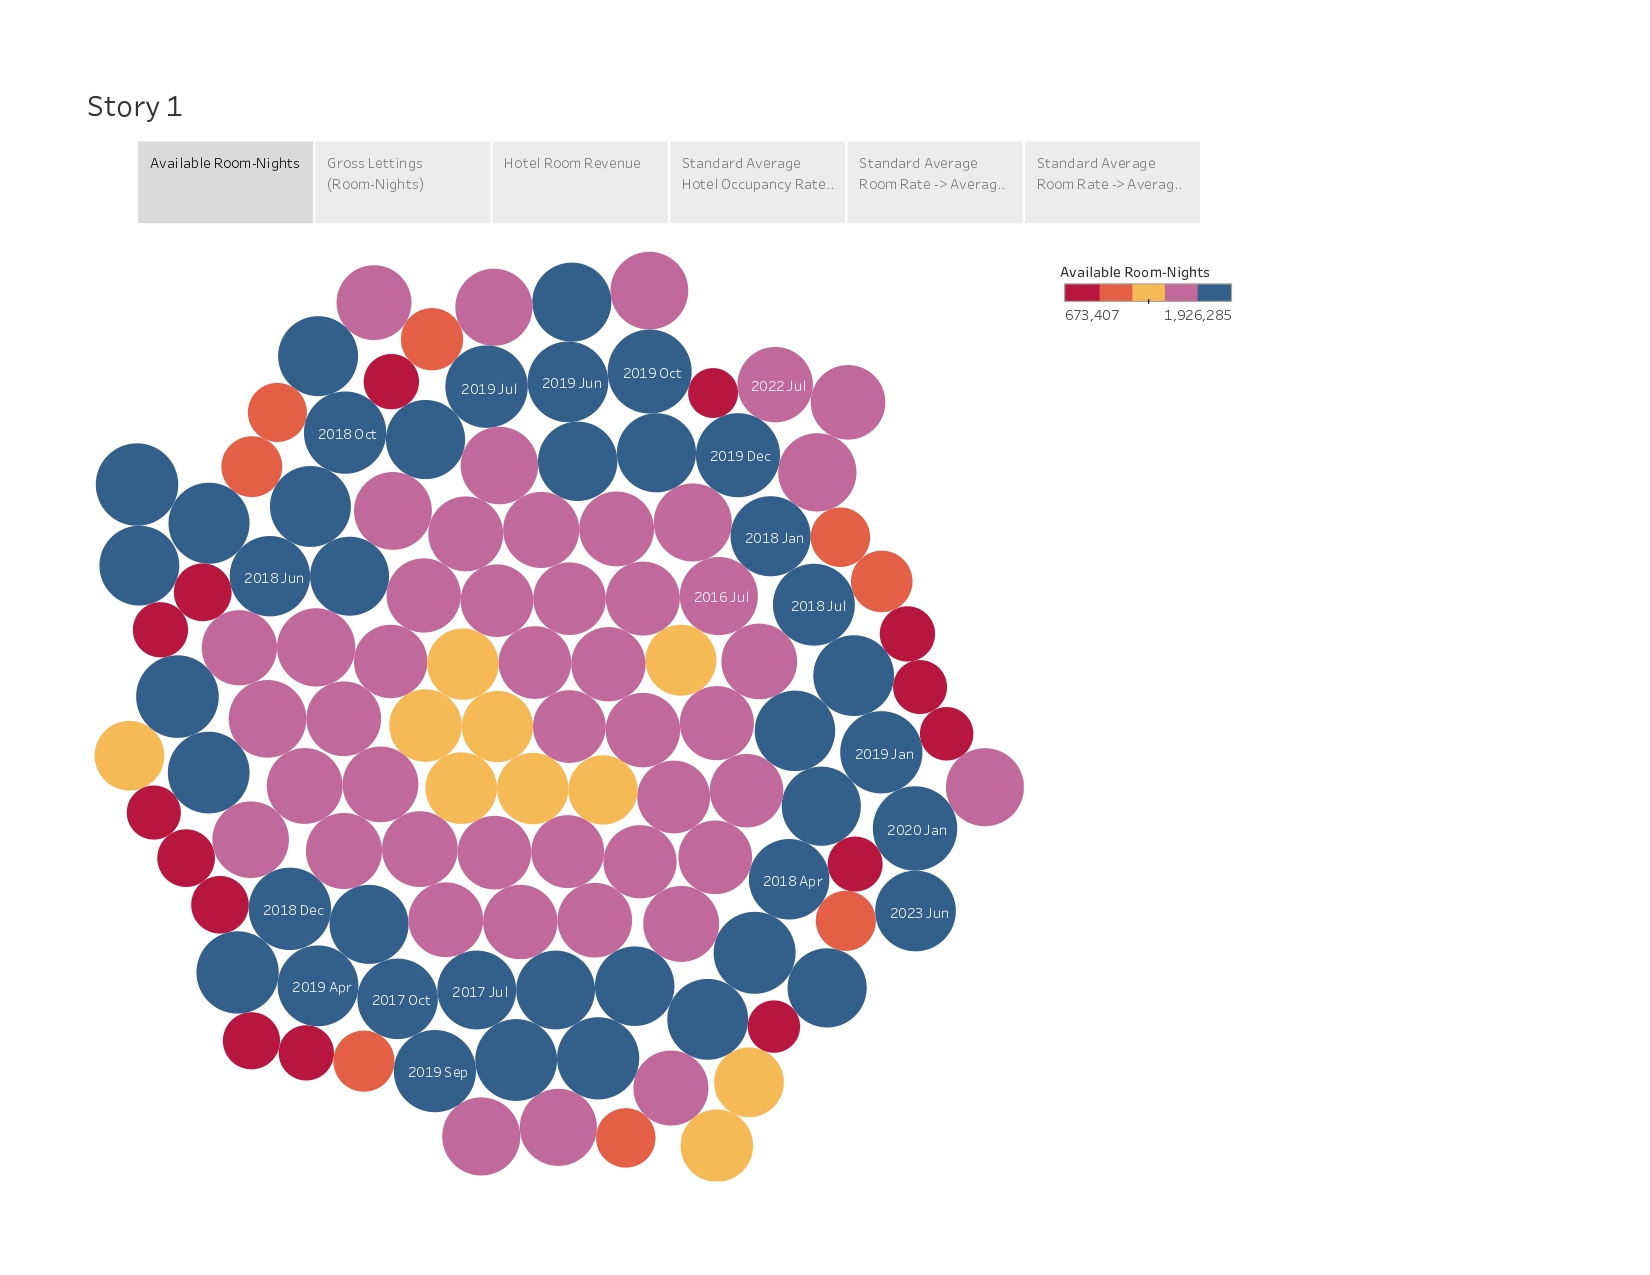 Story 1
Available Room-Nights
Gross Lettings
(Room-Nights)
Hotel Room Revenue
Standard Average
Hotel Occupancy Rate..
Standard Average
Room Rate -> Averag..
Standard Average
Room Rate -> Averag..
Available Room-Nights
673,407 1,926,285
2019 Jul
2019 Jun
2019 Oct
2022 Jul
2018 Oct
2019 Dec
2018 Jan
2018 Jun
2016 Jul
2018 Jul
2019 Jan
2020 Jan
2018 Apr
2018 Dec
2023 Jun
2019 Apr
2017 Oct
2017 Jul
2019 Sep